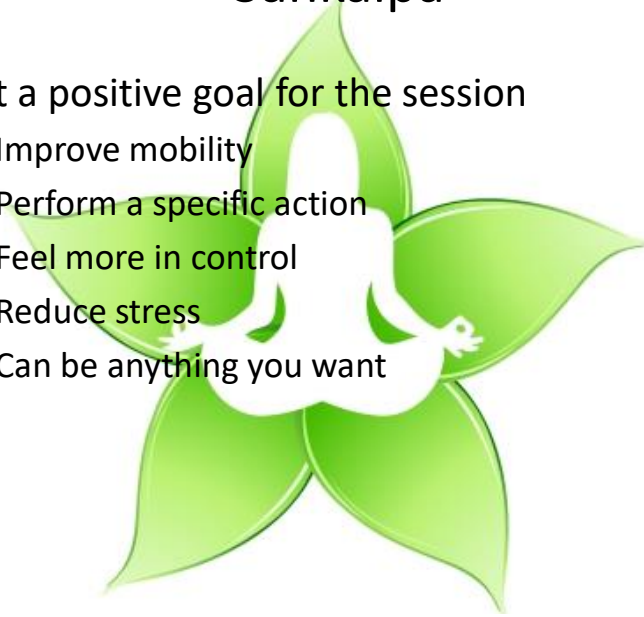 t a positive goal for the session
Improve mobility
Perform a specific action
Feel more in control
Reduce stress
Can be anything you want